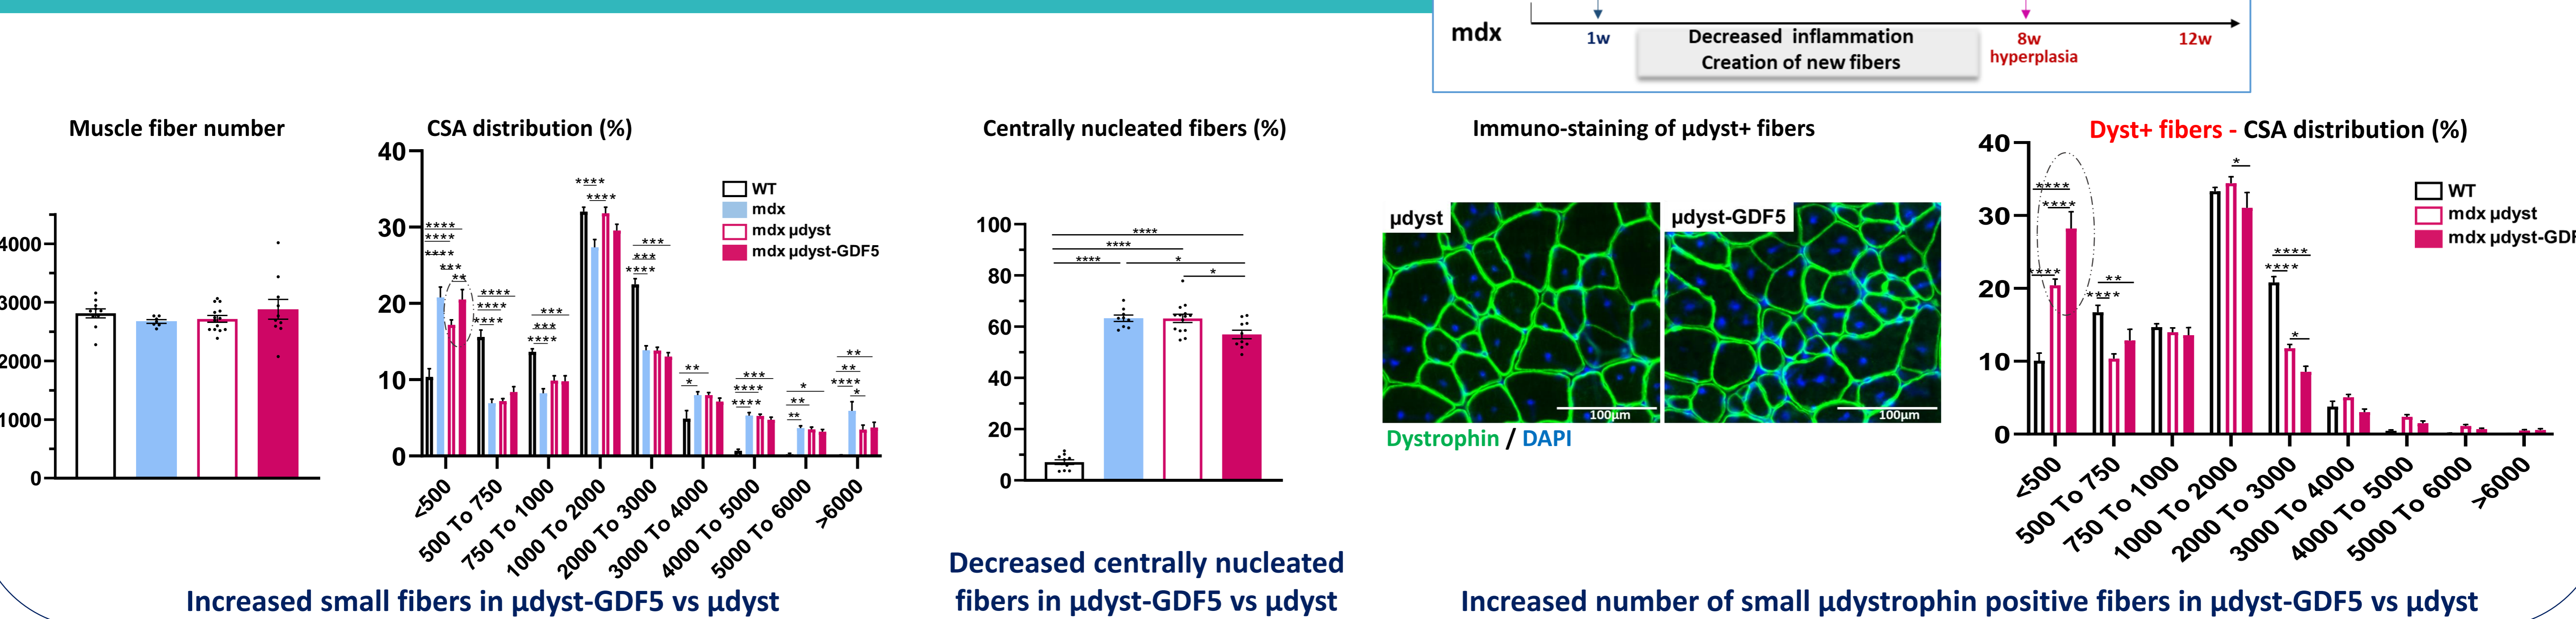 mdx
1w
Decreased inflammation
Creation of new fibers
8w
hyperplasia
12w
Muscle fiber number
4000
3000
2000
1000
0
CSA distribution (%)
40
30
20
10
0
**** 
****
****
***
**
****
****
****
***
***
****
****
****
***
***
****
**
*
***
****
****
*
**
**
**
**
****
*
WT
mdx
mdx µdyst
mdx µdyst-GDF5
<500
500 To 750
750 To 1000
1000 To 2000
2000 To 3000
3000 To 4000
4000 To 5000
5000 To 6000
>6000
Increased small fibers in µdyst-GDF5 vs µdyst
Centrally nucleated fibers (%)
100
80
60
40
20
0
****
****
****
*
*
Decreased centrally nucleated
fibers in µdyst-GDF5 vs µdyst
Immuno-staining of µdyst+ fibers
µdyst
100µm
µdyst-GDF5
100µm
Dystrophin / DAPI
Dyst+ fibers - CSA distribution (%)
40
30
20
10
0
****
****
****
**
****
*
****
****
*
WT
mdx µdyst
mdx µdyst-GDF
<500
500 To 750
750 To 1000
1000 To 2000
2000 To 3000
3000 To 4000
4000 To 5000
5000 To 6000
>6000
Increased number of small µdystrophin positive fibers in µdyst-GDF5 vs µdyst